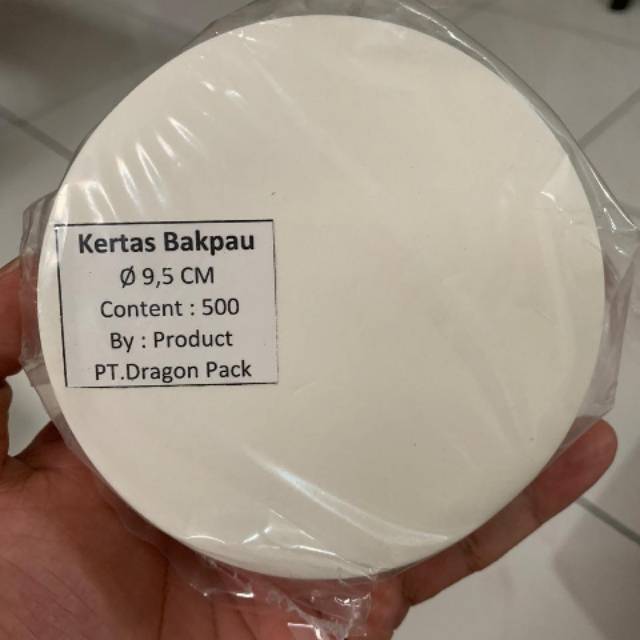 Kertas Bakpau
Ø 9,5 CM
Content : 500
By : Product
PT.Dragon Pack